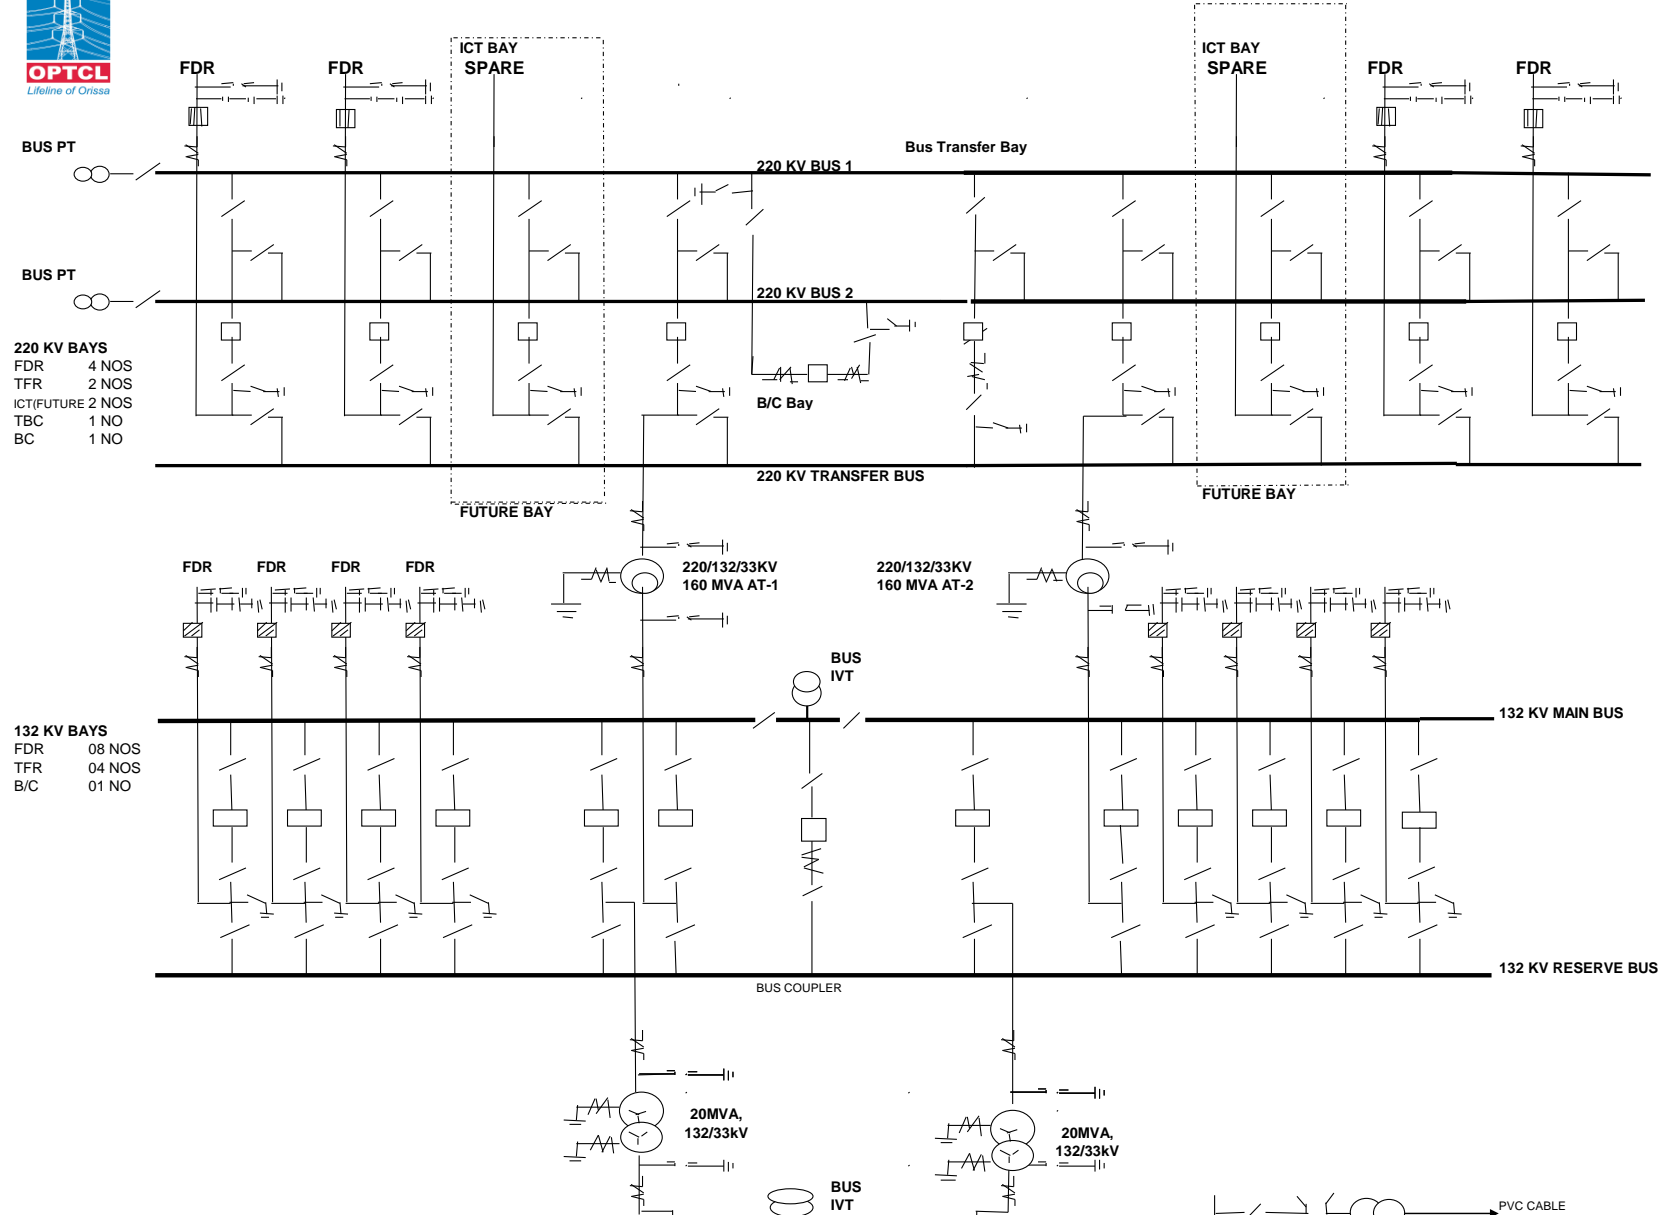 OPTCL
Lifeline of Orissa
FDR
FDR
ICT BAY
SPARE
ICT BAY
SPARE
FDR
FDR
BUS PT
220 KV BUS 1
Bus Transfer Bay
BUS PT
220 KV BUS 2
220 KV BAYS
FDR 4 NOS
TFR 2 NOS
ICT(FUTURE 2 NOS
TBC 1 NO
BC 1 NO
B/C Bay
220 KV TRANSFER BUS
FUTURE BAY
FUTURE BAY
FDR FDR FDR FDR
220/132/33KV
160 MVA AT-1
220/132/33KV
160 MVA AT-2
BUS
IVT
132 KV MAIN BUS
132 KV BAYS
FDR 08 NOS
TFR 04 NOS
B/C 01 NO
132 KV RESERVE BUS
BUS COUPLER
20MVA,
132/33kV
20MVA,
132/33kV
BUS
IVT
PVC CABLE